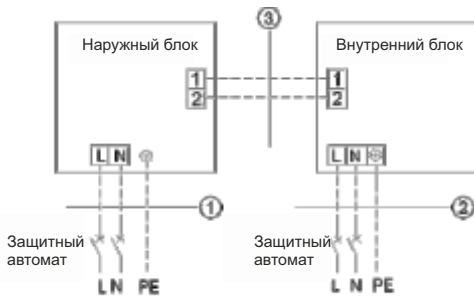 ③
Наружный блок
Внутренний блок
1
2
1
2
L N
L N
①
②
Защитный
автомат
Защитный
автомат
L N PE
L N PE